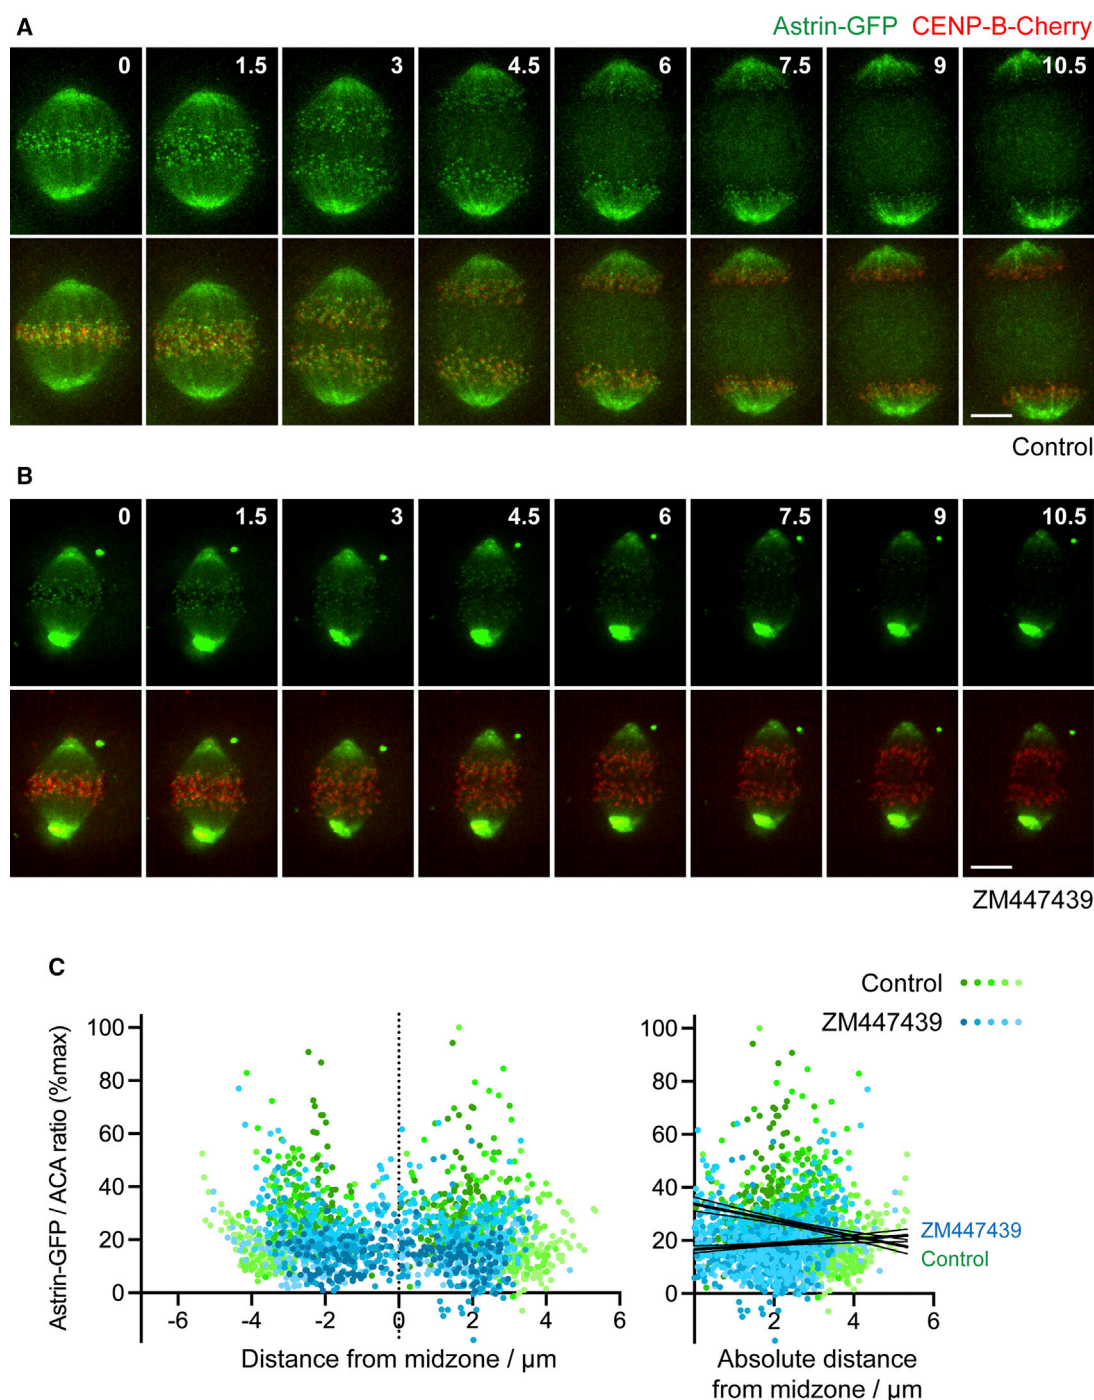 A
Astrin-GFP CENP-B-Cherry
0 1.5 3 4.5 6 7.5 9 10.5
Control
B
0 1.5 3 4.5 6 7.5 9 10.5
ZM447439
C
Control
ZM447439
Astrin-GFP / ACA ratio (%max)
100
80
60
40
20
0
-6 -4 -2 0 2 4 6
Distance from midzone / µm
100
80
60
40
20
0
ZM447439
Control
2 4 6
Absolute distance
from midzone / µm